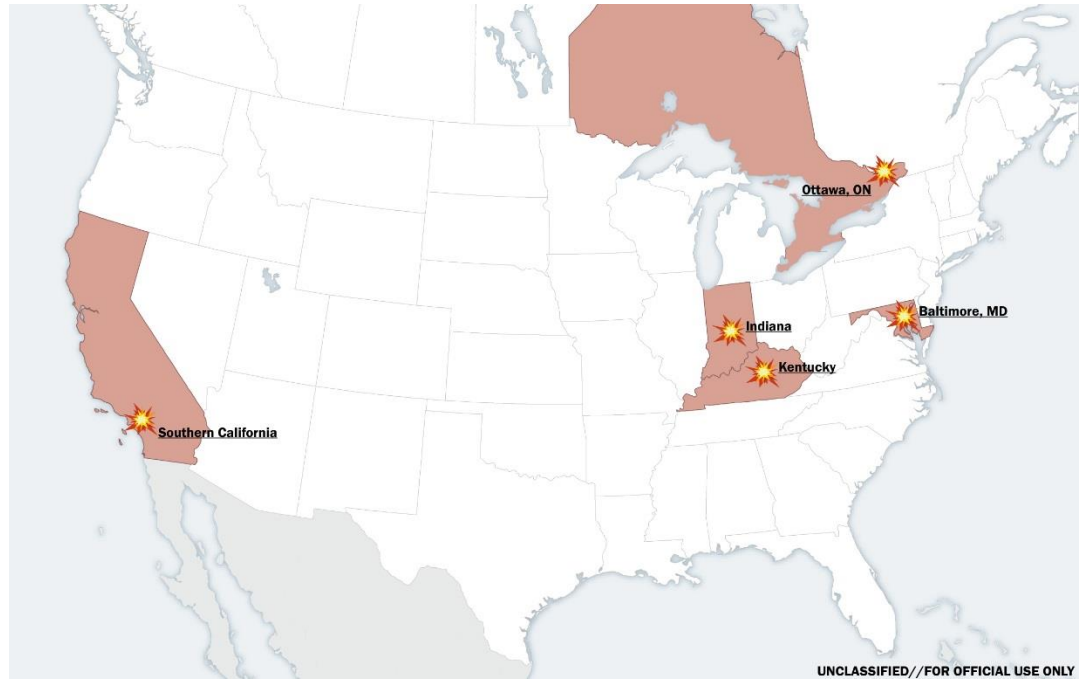 Ottawa, ON
Baltimore, MD
Indiana
Kentucky
Southern California
UNCLASSIFIED//FOR OFFICIAL USE ONLY